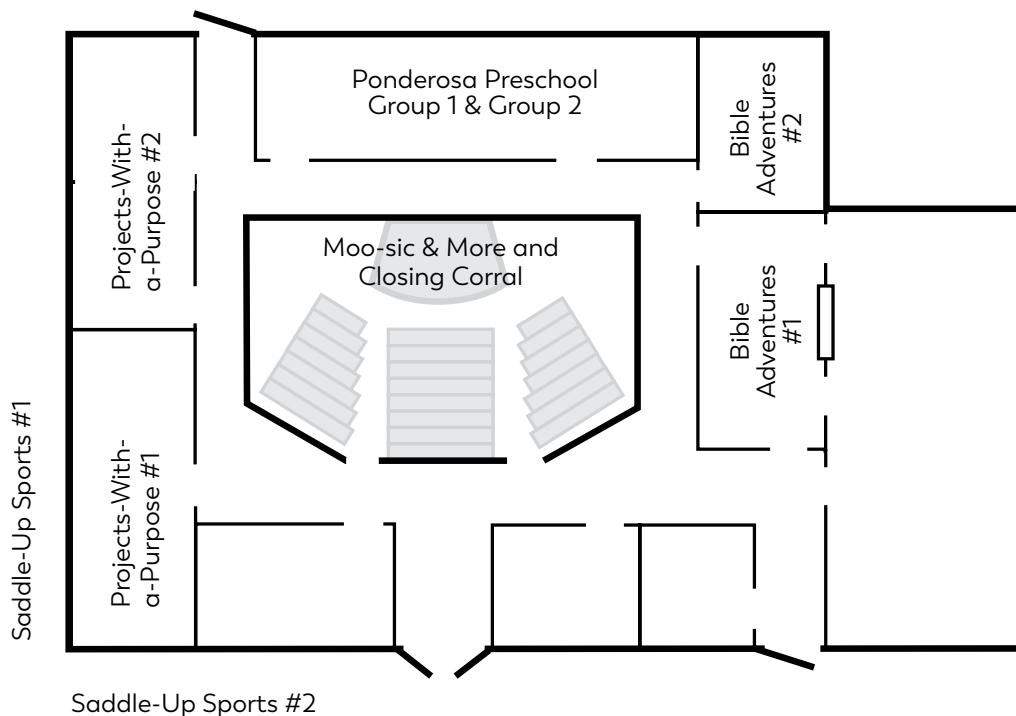 Ponderosa Preschool
Group 1 & Group 2
Bible
Adventures
#2
Projects-With-
a-Purpose #2
Moo-sic & More and
Closing Corral
Bible
Adventures
#1
Projects-With-
a-Purpose #1
Saddle-Up Sports #1
Saddle-Up Sports #2